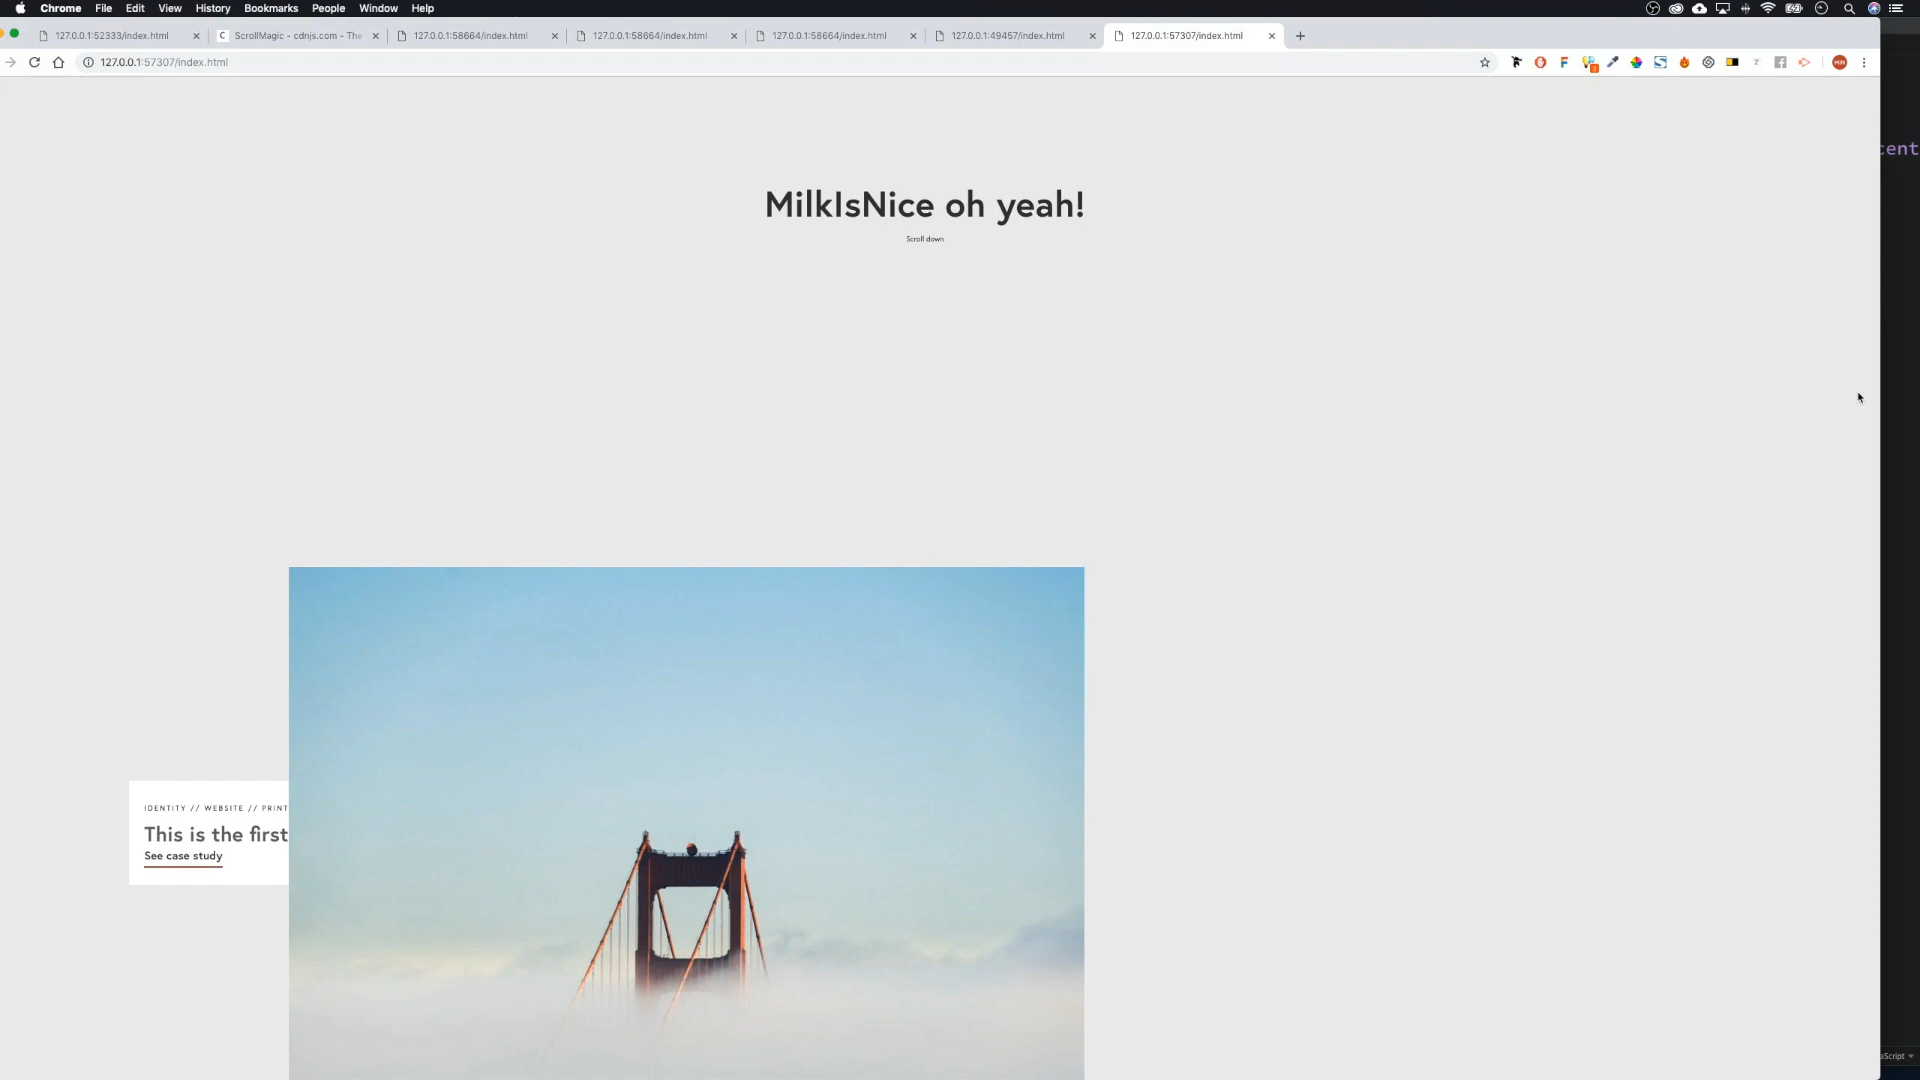 Chrome File Edit View History Bookmarks People Window Help
127.0.0.1:52333/index.html
ScrollMagic - cdnjs.com - The
127.0.0.1:58664/index.html
127.0.0.1:58664/index.html
127.0.0.1:58664/index.html
127.0.0.1:49457/index.html
127.0.0.1:57307/index.html
127.0.0.1:57307/index.html
MilkIsNice oh yeah!
Scroll down
IDENTITY // WEBSITE // PRINT
This is the first
See case study